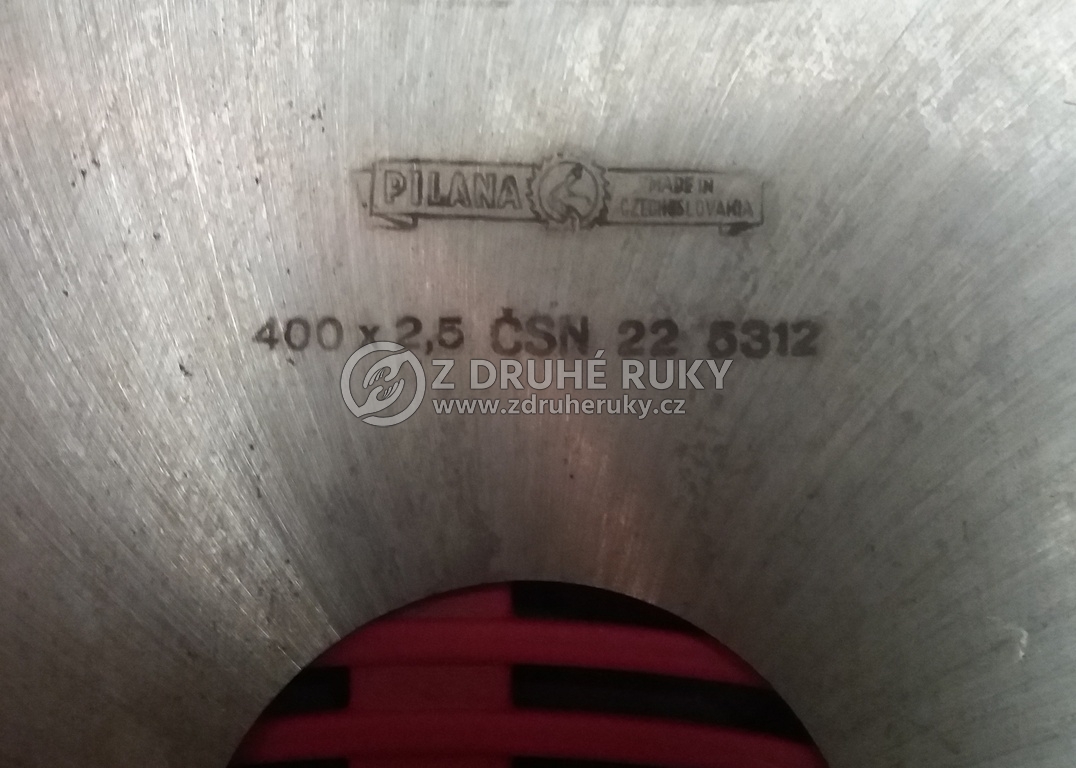 PILANA
MADE IN
CZECHOSLOVAKIA
400 x 2,5 ČSN 22 5312
Z DRUHÉ RUKY
www.zdruheruky.cz